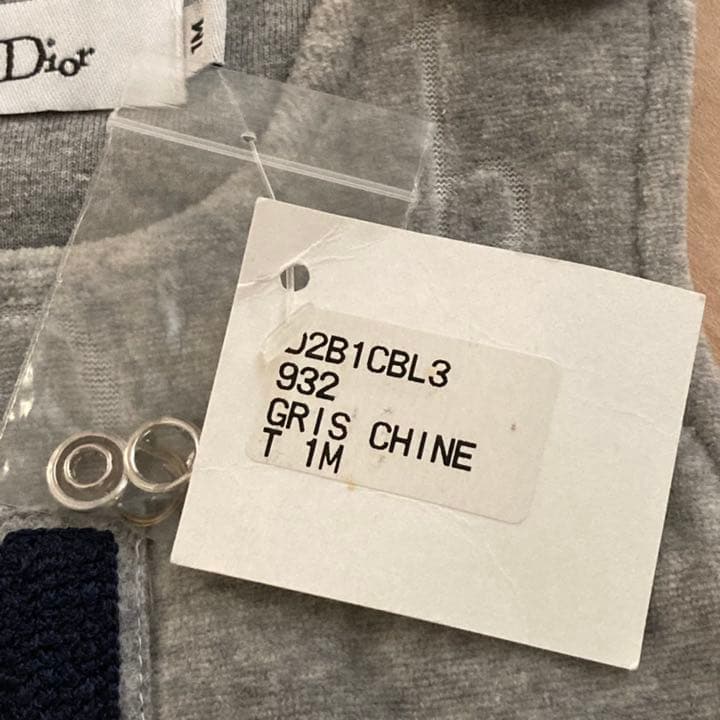 Dior
1M
J2B1CBL3
932
GRIS CHINE
T 1M